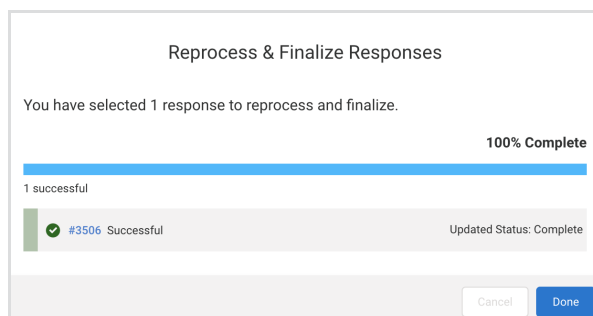 Reprocess & Finalize Responses
You have selected 1 response to reprocess and finalize.
100% Complete
1 successful
#3506 Successful Updated Status: Complete
Cancel Done